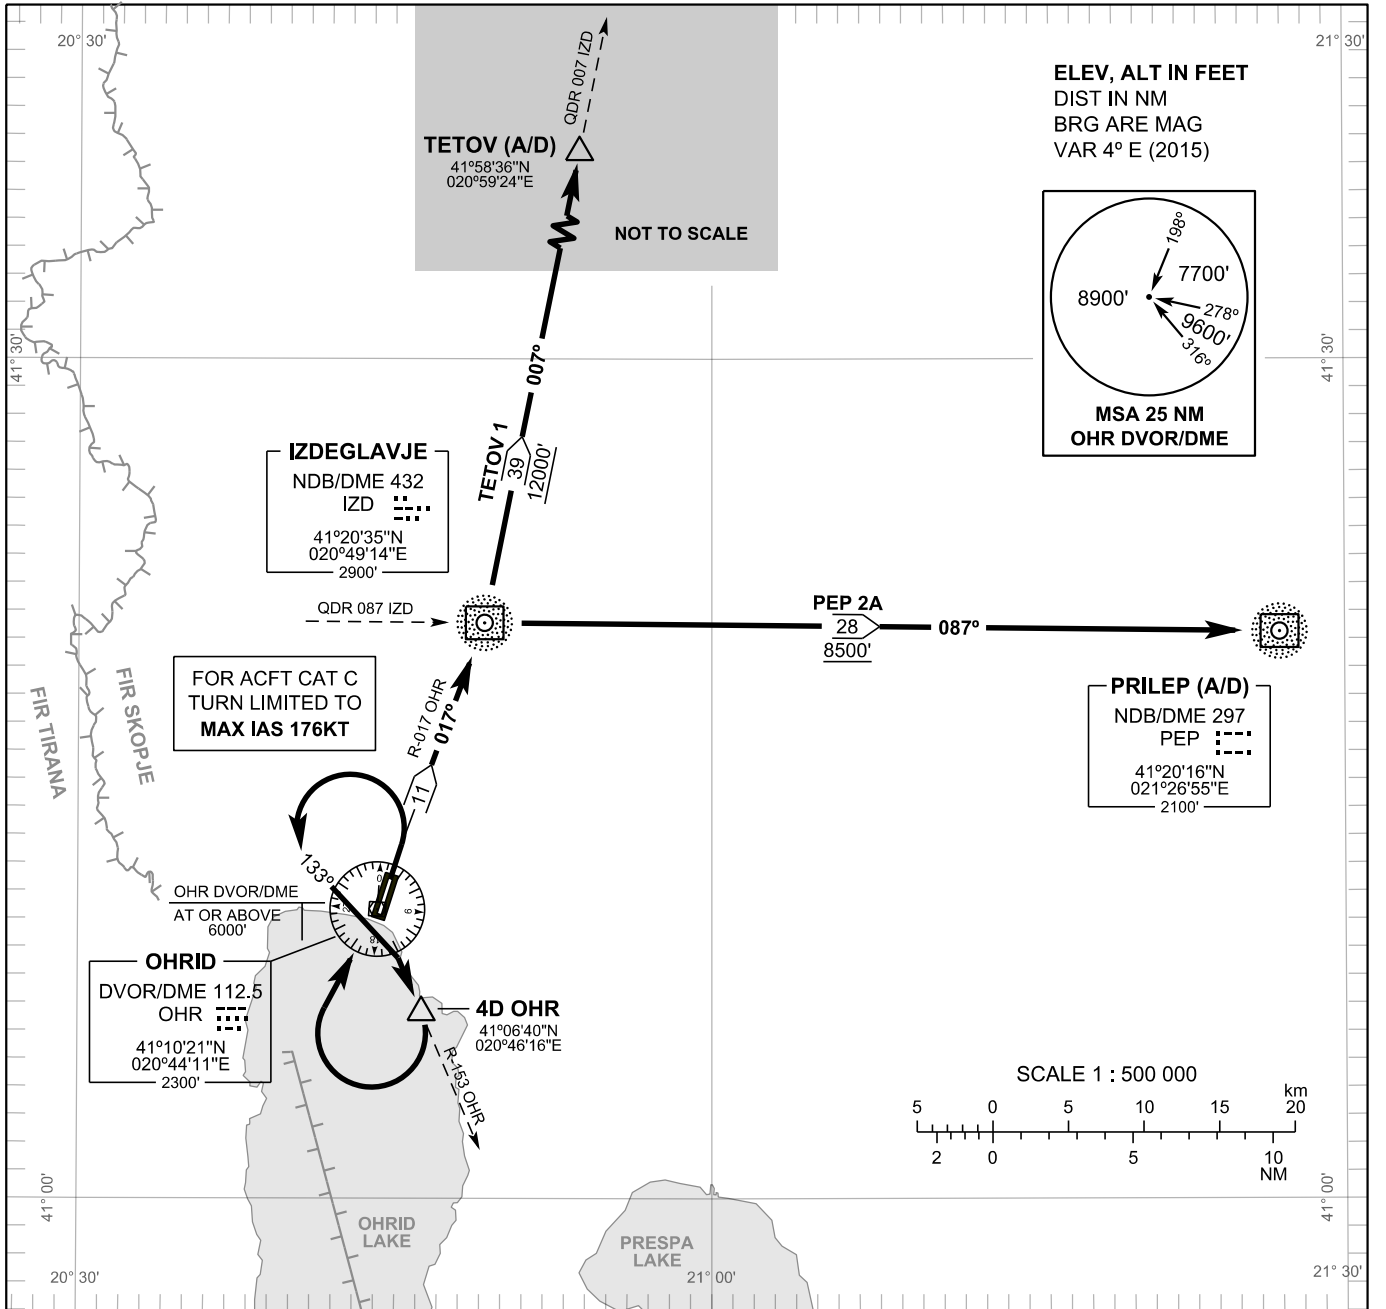 20° 30'
21° 30'
QDR 007 IZD
TETOV (A/D)
41°58'36"N
020°59'24"E
NOT TO SCALE
ELEV, ALT IN FEET
DIST IN NM
BRG ARE MAG
VAR 4° E (2015)
198°
7700'
8900'
278°
9600'
316°
MSA 25 NM
OHR DVOR/DME
41° 30'
41° 30'
007°
TETOV 1
39
12000'
IZDEGLAVJE
NDB/DME 432
IZD
41°20'35"N
020°49'14"E
2900'
QDR 087 IZD
PEP 2A
28
8500'
087°
FOR ACFT CAT C
TURN LIMITED TO
MAX IAS 176KT
FIR TIRANA
FIR SKOPJE
R-017 OHR
017°
11
PRILEP (A/D)
NDB/DME 297
PEP
41°20'16"N
021°26'55"E
2100'
133°
0
9
18
27
OHR DVOR/DME
AT OR ABOVE
6000'
OHRID
DVOR/DME 112.5
OHR
41°10'21"N
020°44'11"E
2300'
4D OHR
41°06'40"N
020°46'16"E
R-153 OHR
SCALE 1 : 500 000
km
5 0 5 10 15 20
2 0 5 10
NM
41° 00'
41° 00'
OHRID
LAKE
PRESPA
LAKE
20° 30'
21° 00'
21° 30'